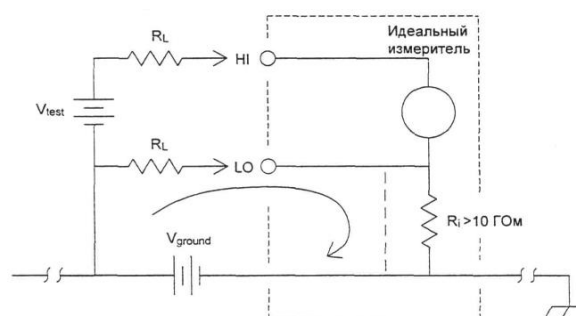 Идеальный
измеритель
R_L
HI
V_test
R_L
LO
V_ground
R_i >10 ГОм